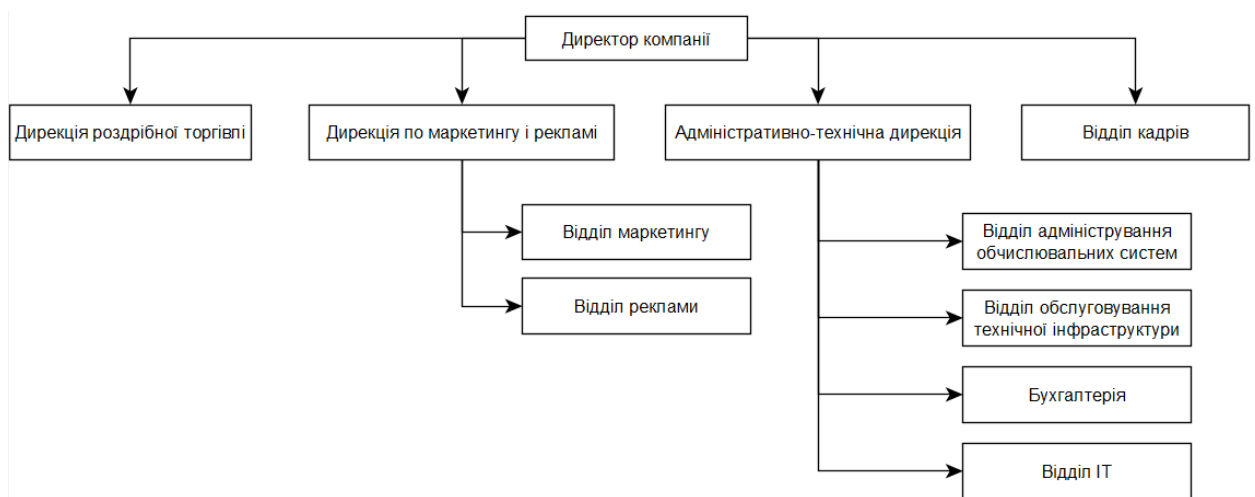 Директор компанії
Дирекція роздрібної торгівлі
Дирекція по маркетингу і рекламі
Адміністративно-технічна дирекція
Відділ кадрів
Відділ маркетингу
Відділ реклами
Відділ адміністрування
обчислювальних систем
Відділ обслуговування
технічної інфраструктури
Бухгалтерія
Відділ ІТ